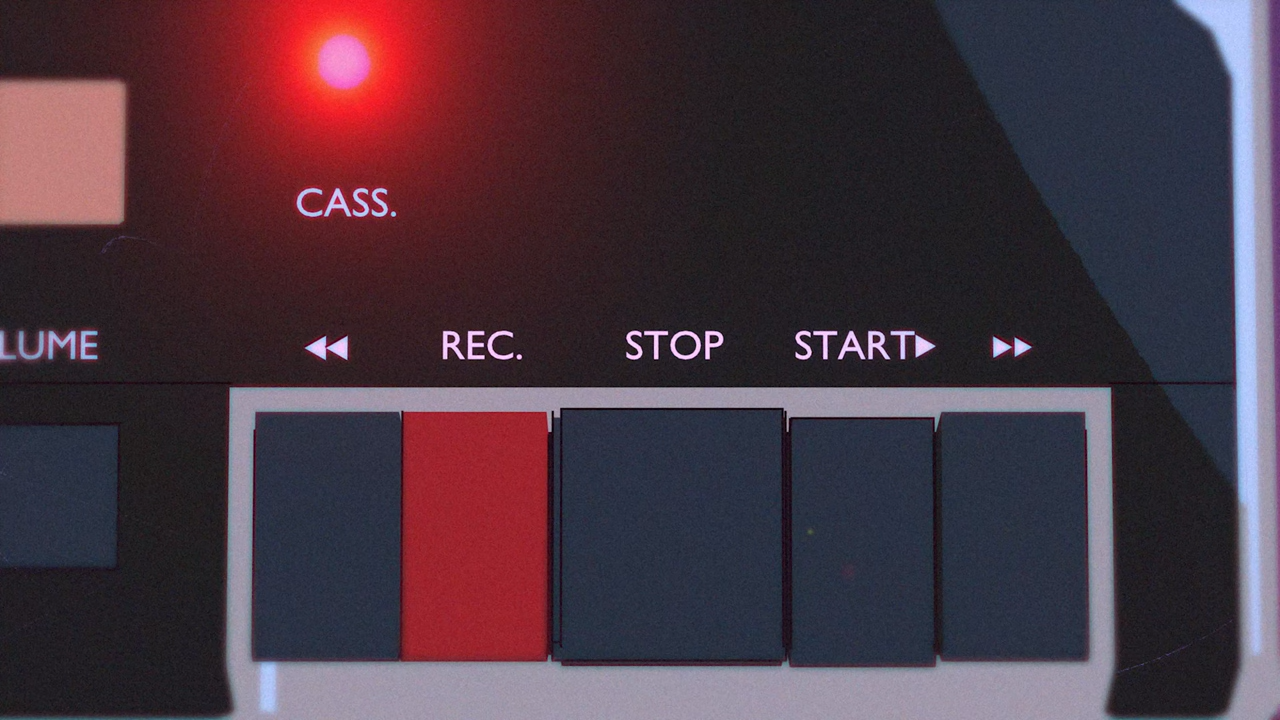 CASS.
LUME
◀◀ REC. STOP START▶ ▶▶